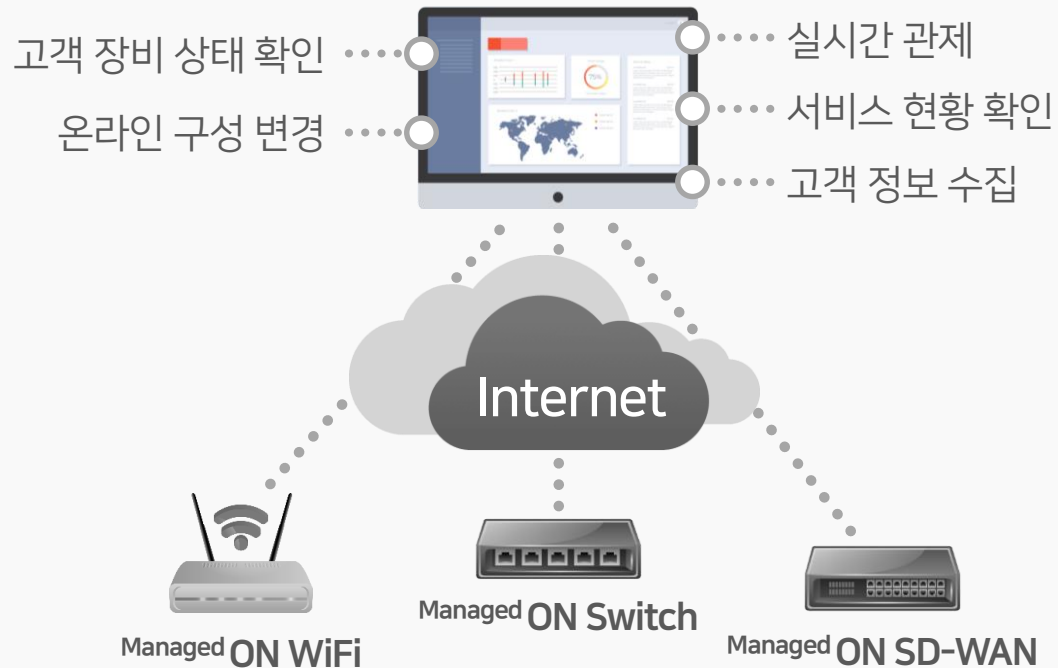 고객 장비 상태 확인
온라인 구성 변경
실시간 관제
서비스 현황 확인
고객 정보 수집
75%
Internet
Managed ON WiFi
Managed ON Switch
Managed ON SD-WAN